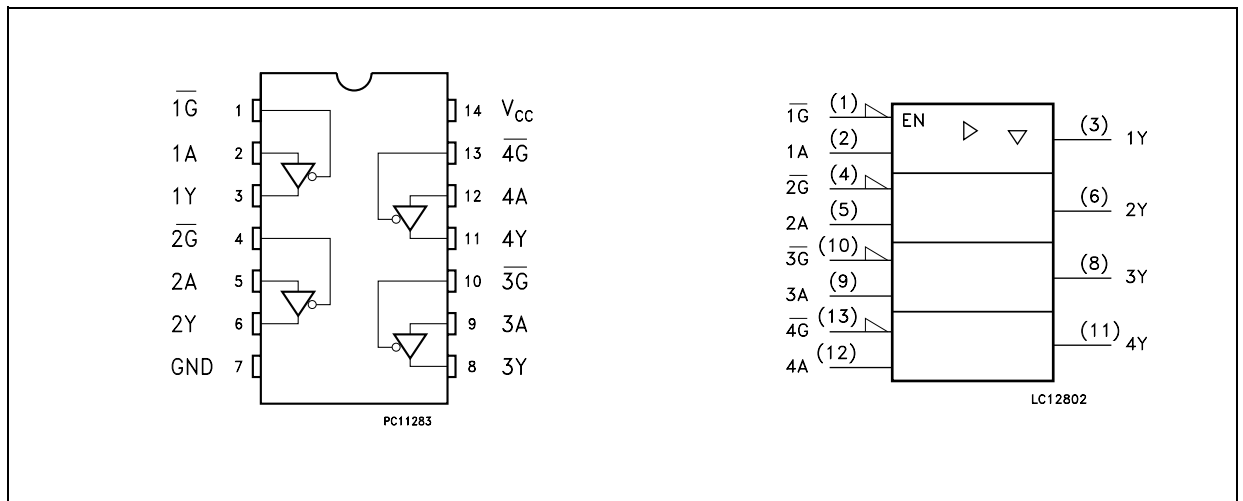 1G 1 14 VCC
1A 2 13 4G
1Y 3 12 4A
2G 4 11 4Y
2A 5 10 3G
2Y 6 9 3A
GND 7 8 3Y
PC11283
1G (1) EN (3) 1Y
1A (2)
2G (4) (6) 2Y
2A (5)
3G (10) (8) 3Y
3A (9)
4G (13) (11) 4Y
4A (12)
LC12802